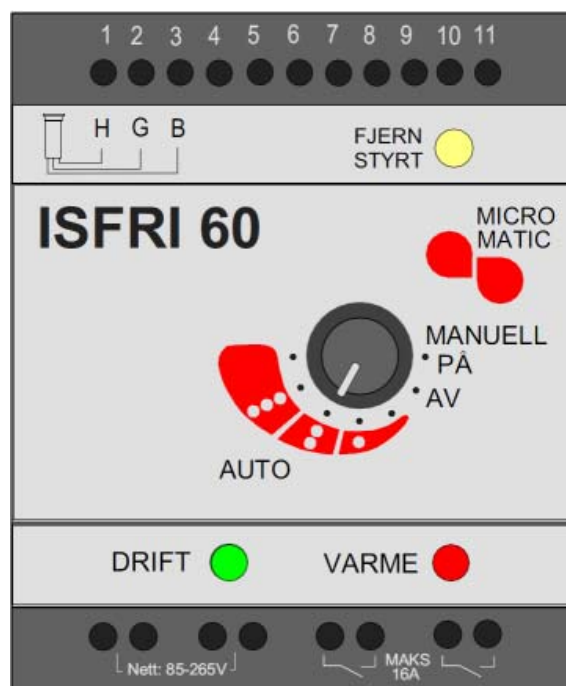 1 2 3 4 5 6 7 8 9 10 11
H G B
FJERN
STYRT
ISFRI 60
MICRO
MATIC
MANUELL
PÅ
AV
AUTO
DRIFT
VARME
Nett: 85-265V
MAKS
16A